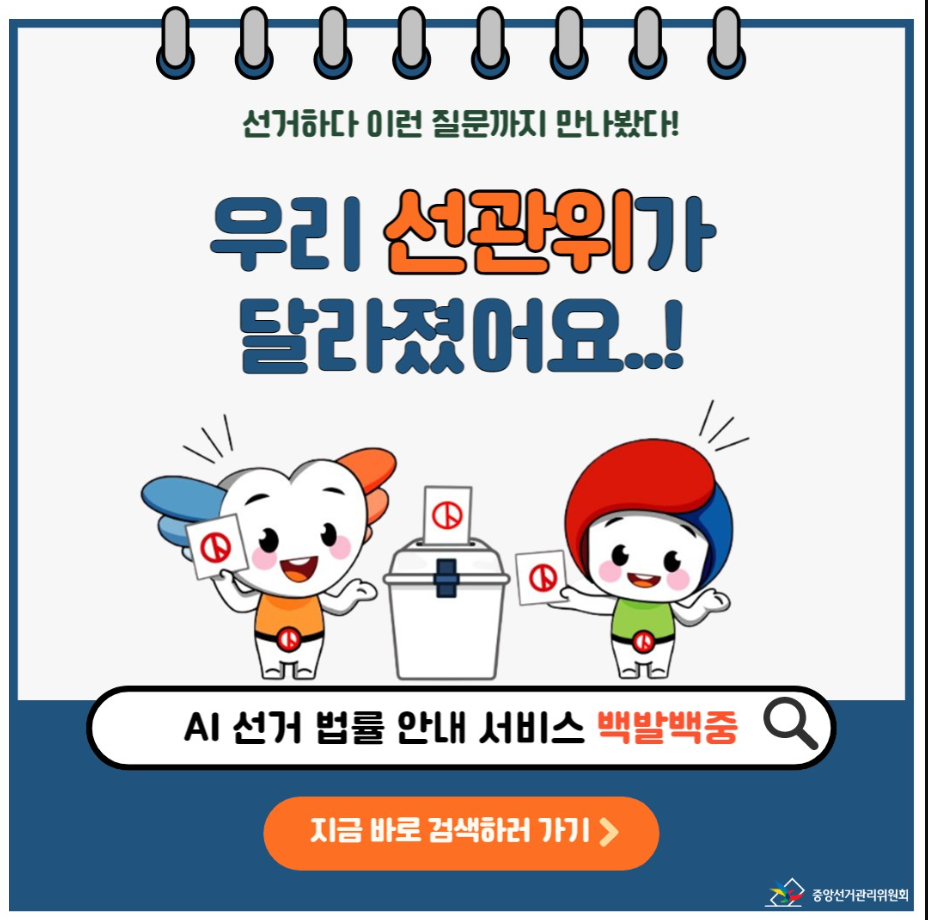 선거하다 이런 질문까지 만나봤다!
우리 선관위가
달라졌어요..!
AI 선거 법률 안내 서비스 백발백중
지금 바로 검색하러 가기
중앙선거관리위원회